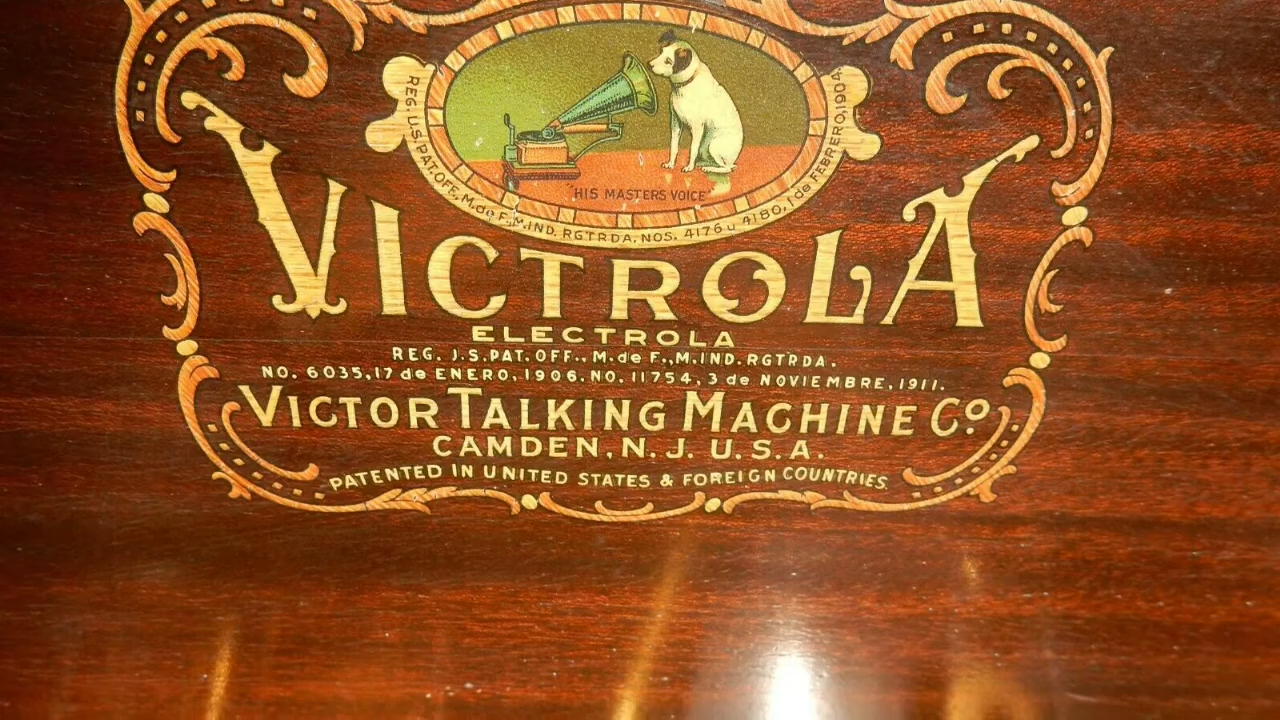 "HIS MASTERS VOICE"
REG. U.S. PAT. OFF., M. de F., M. IND. RGTRDA. NOS. 4176 u 4180, 1 de FEBRERO, 1904
VICTROLA
ELECTROLA
REG. J.S. PAT. OFF., M. de F., M. IND. RGTRDA.
NO. 6035, 17 de ENERO, 1906. NO. 11754, 3 de NOVIEMBRE, 1911.
VICTOR TALKING MACHINE Co.
CAMDEN, N. J. U. S. A.
PATENTED IN UNITED STATES & FOREIGN COUNTRIES.